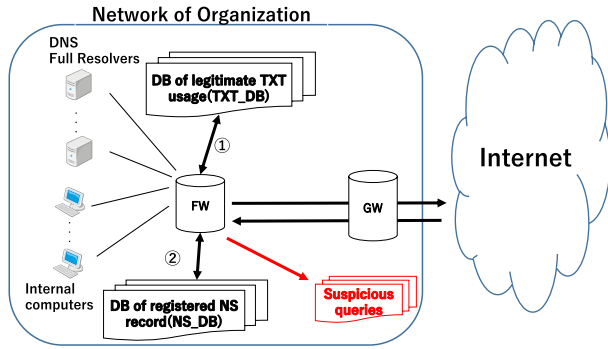 Network of Organization
DNS
Full Resolvers
DB of legitimate TXT
usage(TXT_DB)
①
Internet
FW
GW
②
Internal
computers
DB of registered NS
record(NS_DB)
Suspicious
queries